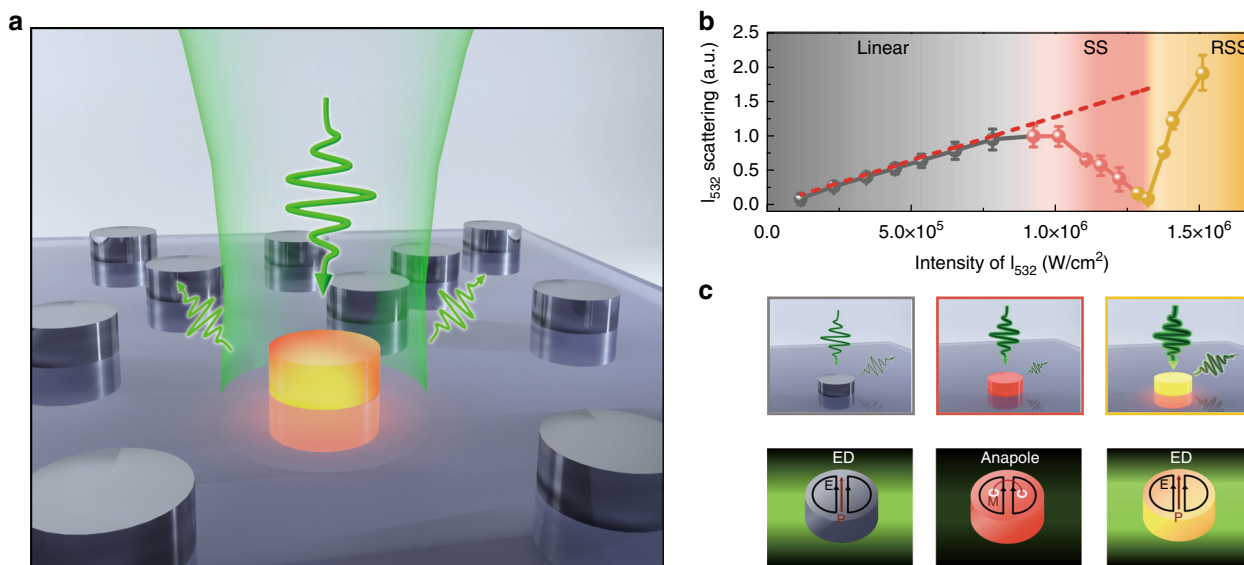 a
b
Linear
SS
RSS
2.5
2.0
1.5
1.0
0.5
0.0
I532 scattering (a.u.)
0.0
5.0×10⁵
1.0×10⁶
1.5×10⁶
Intensity of I532 (W/cm²)
c
ED
Anapole
ED
E
P
M
E
P